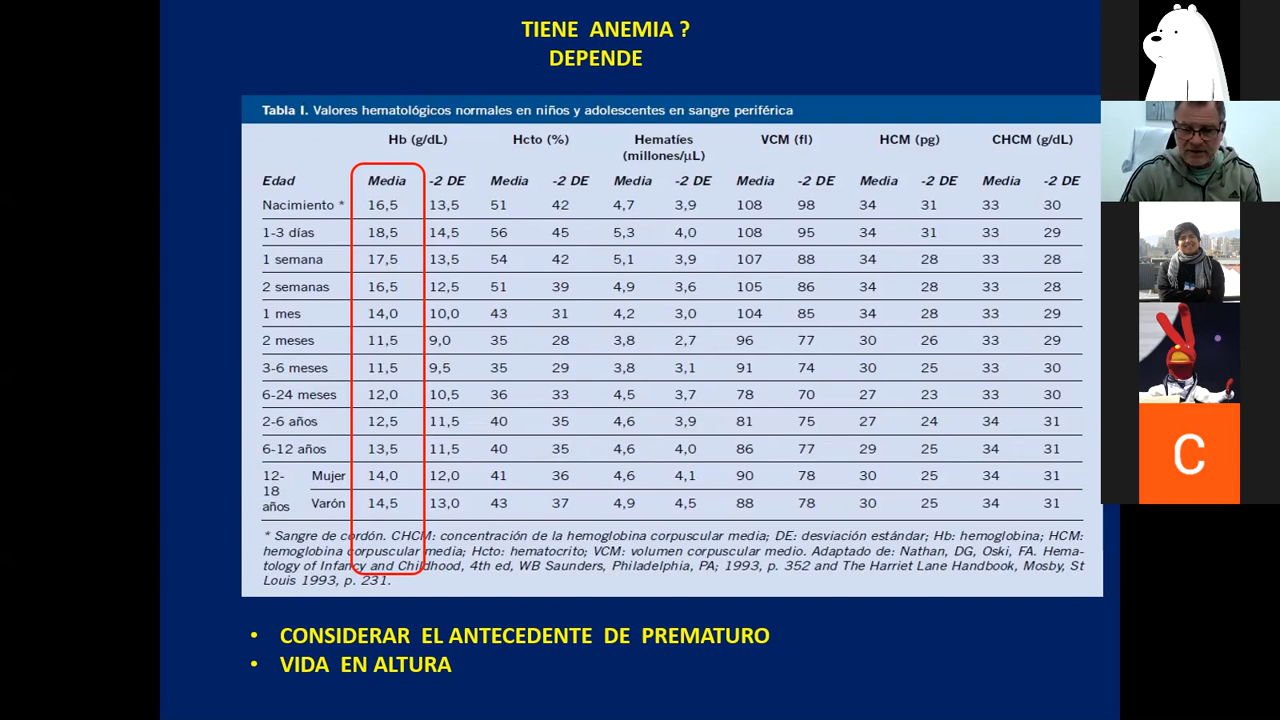 TIENE ANEMIA ?
DEPENDE
Tabla I. Valores hematológicos normales en niños y adolescentes en sangre periférica
Hb (g/dL) Hcto (%) Hematíes (millones/µL) VCM (fl) HCM (pg) CHCM (g/dL)
Edad Media -2 DE Media -2 DE Media -2 DE Media -2 DE Media -2 DE Media -2 DE
Nacimiento * 16,5 13,5 51 42 4,7 3,9 108 98 34 31 33 30
1-3 días 18,5 14,5 56 45 5,3 4,0 108 95 34 31 33 29
1 semana 17,5 13,5 54 42 5,1 3,9 107 88 34 28 33 28
2 semanas 16,5 12,5 51 39 4,9 3,6 105 86 34 28 33 28
1 mes 14,0 10,0 43 31 4,2 3,0 104 85 34 28 33 29
2 meses 11,5 9,0 35 28 3,8 2,7 96 77 30 26 33 29
3-6 meses 11,5 9,5 35 29 3,8 3,1 91 74 30 25 33 30
6-24 meses 12,0 10,5 36 33 4,5 3,7 78 70 27 23 33 30
2-6 años 12,5 11,5 40 35 4,6 3,9 81 75 27 24 34 31
6-12 años 13,5 11,5 40 35 4,6 4,0 86 77 29 25 34 31
12-18 años Mujer 14,0 12,0 41 36 4,6 4,1 90 78 30 25 34 31
Varón 14,5 13,0 43 37 4,9 4,5 88 78 30 25 34 31
* Sangre de cordón. CHCM: concentración de la hemoglobina corpuscular media; DE: desviación estándar; Hb: hemoglobina; HCM:
hemoglobina corpuscular media; Hcto: hematocrito; VCM: volumen corpuscular medio. Adaptado de: Nathan, DG, Oski, FA. Hema-
tology of Infancy and Childhood, 4th ed, WB Saunders, Philadelphia, PA; 1993, p. 352 and The Harriet Lane Handbook, Mosby, St
Louis 1993, p. 231.
• CONSIDERAR EL ANTECEDENTE DE PREMATURO
• VIDA EN ALTURA
C